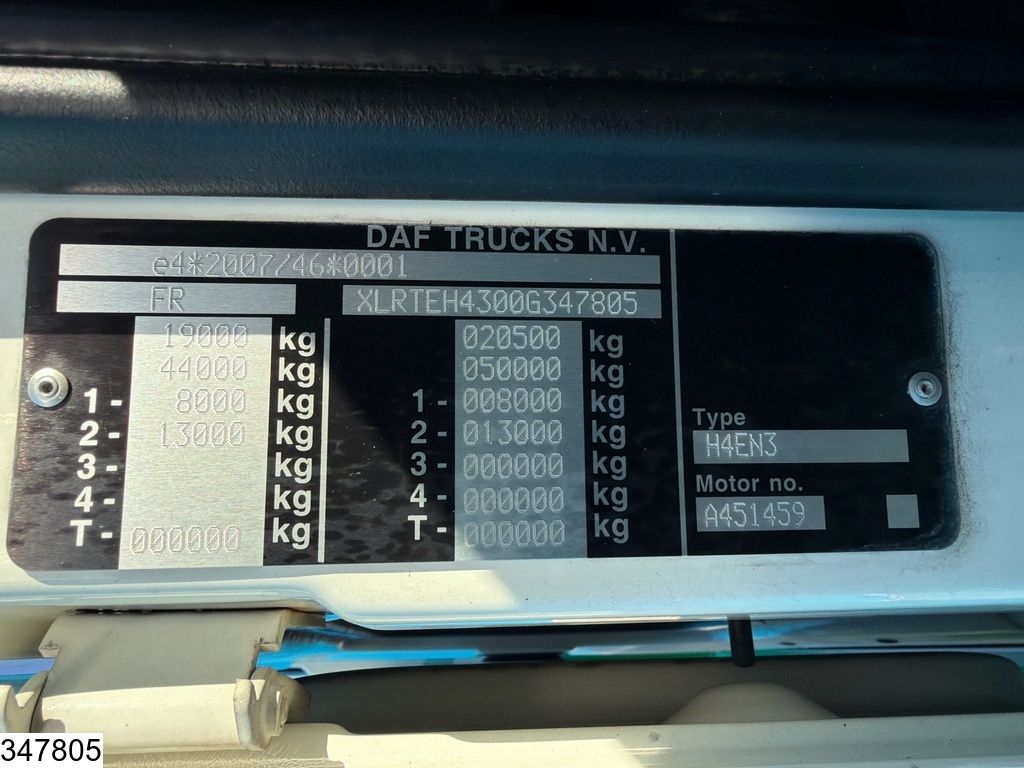 DAF TRUCKS N.V.
e4*2007/46*0001
FR XLRTEH4300G347805
19000 kg 020500 kg
44000 kg 050000 kg
1- 8000 kg 1- 008000 kg
2- 13000 kg 2- 013000 kg
3- kg 3- 000000 kg
4- kg 4- 000000 kg
T- 000000 kg T- 000000 kg
Type
H4EN3
Motor no.
A451459
347805